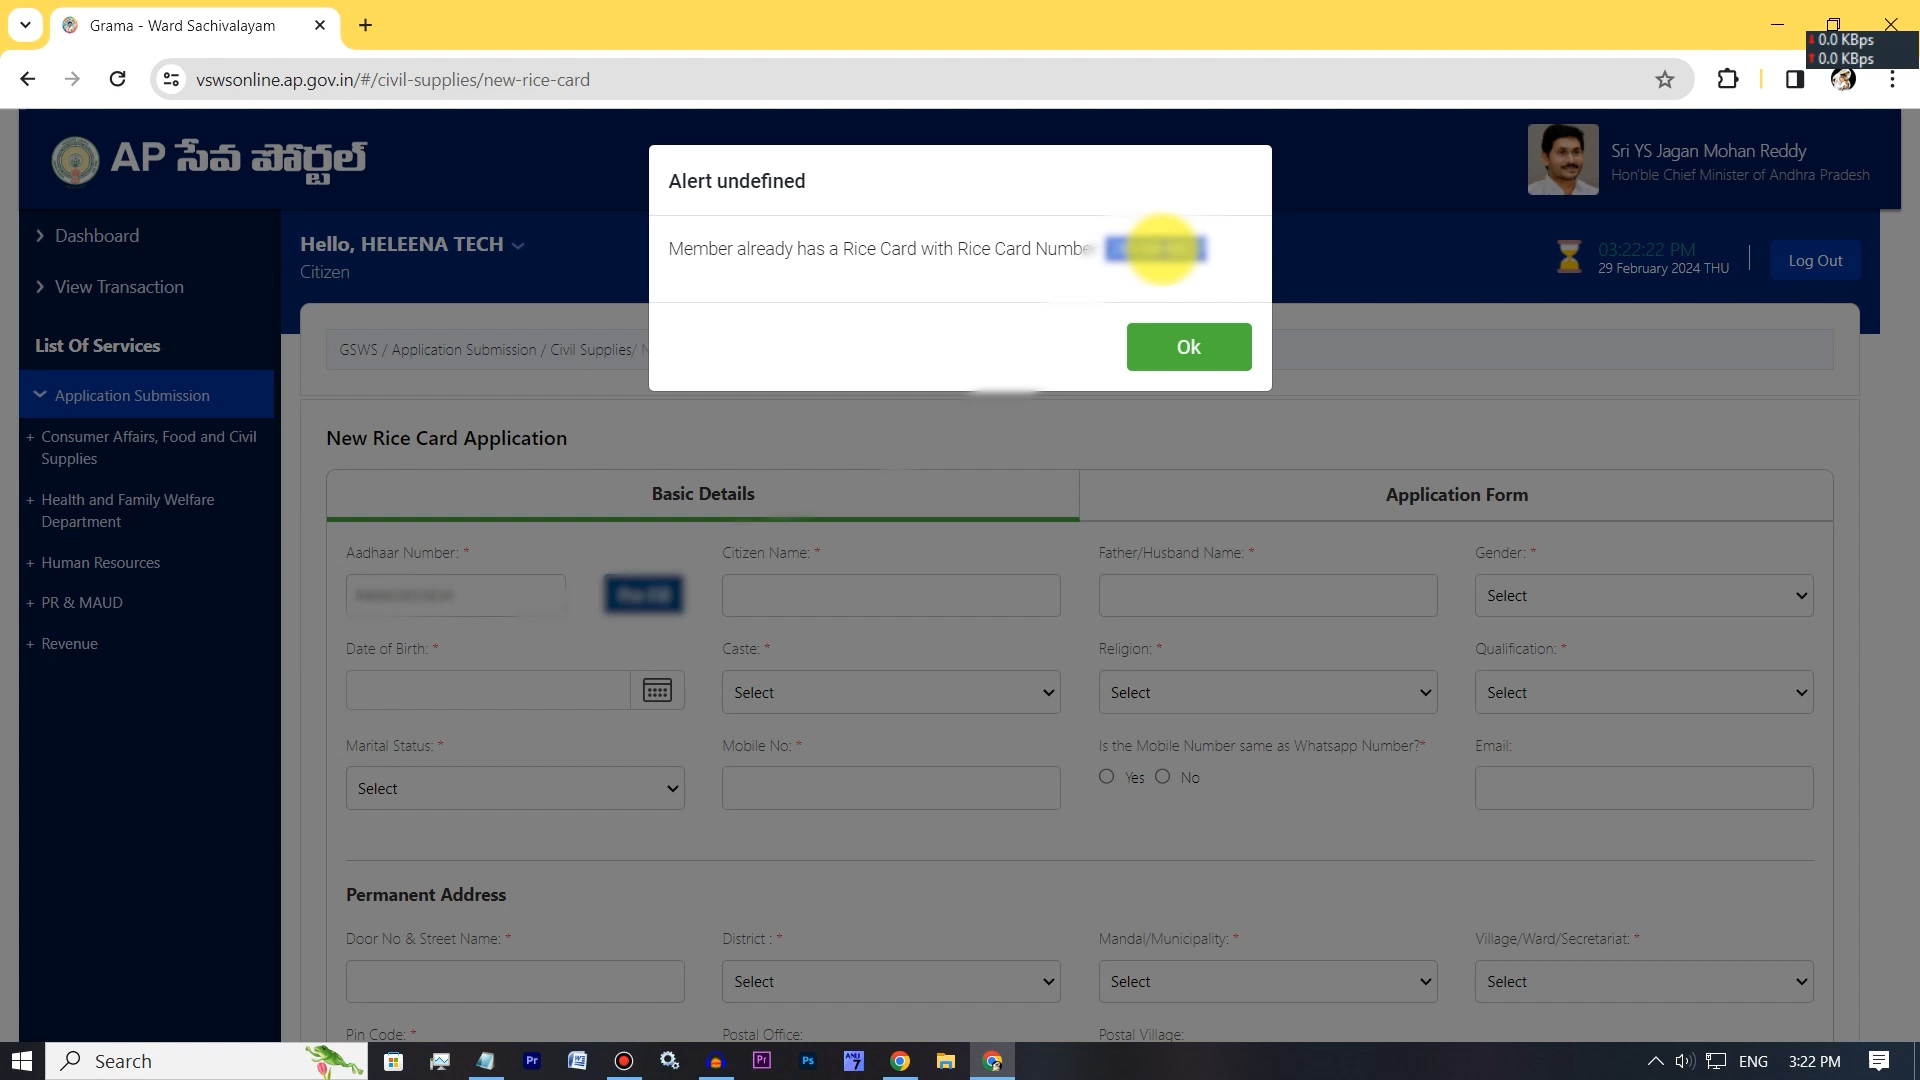 Grama - Ward Sachivalayam
0.0 KBps
0.0 KBps
vswsonline.ap.gov.in/#/civil-supplies/new-rice-card
AP సేవ పోర్టల్
Sri YS Jagan Mohan Reddy
Hon'ble Chief Minister of Andhra Pradesh
Alert undefined
Member already has a Rice Card with Rice Card Number
Ok
Dashboard
View Transaction
List Of Services
Application Submission
+ Consumer Affairs, Food and Civil
Supplies
+ Health and Family Welfare
Department
+ Human Resources
+ PR & MAUD
+ Revenue
Hello, HELEENA TECH
Citizen
03:22:22 PM
29 February 2024 THU
Log Out
GSWS / Application Submission / Civil Supplies/
New Rice Card Application
Basic Details
Application Form
Aadhaar Number: *
Citizen Name: *
Father/Husband Name: *
Gender: *
Select
Date of Birth: *
Caste: *
Religion: *
Qualification: *
Select
Select
Select
Marital Status: *
Mobile No: *
Is the Mobile Number same as Whatsapp Number?*
Email:
Select
Yes
No
Permanent Address
Door No & Street Name: *
District : *
Mandal/Municipality: *
Village/Ward/Secretariat: *
Select
Select
Select
Pin Code: *
Postal Office:
Postal Village:
Search
Pr
Pr
Ps
7
ENG
3:22 PM